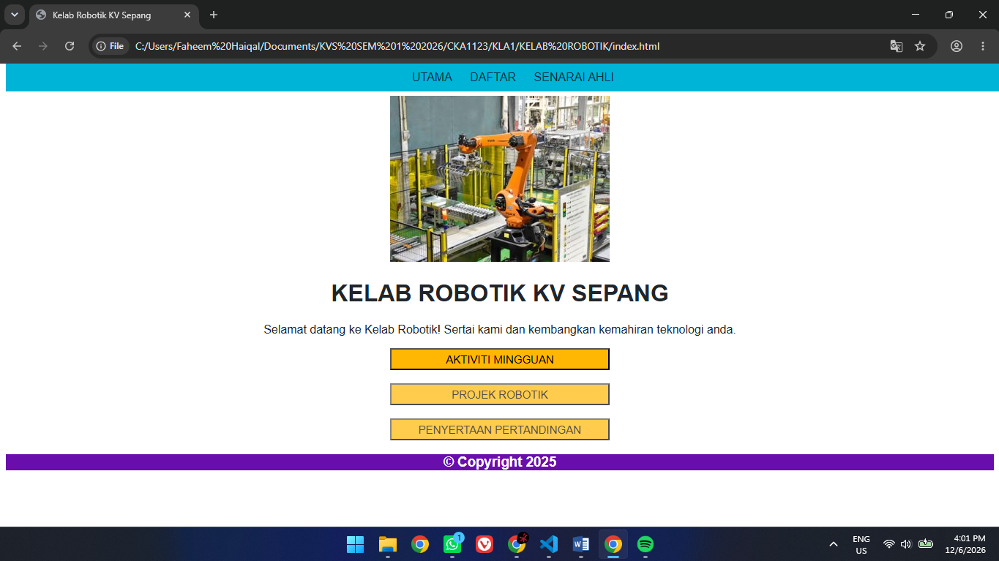 Kelab Robotik KV Sepang
File
C:/Users/Faheem%20Haiqal/Documents/KVS%20SEM%201%202026/CKA1123/KLA1/KELAB%20ROBOTIK/index.html
UTAMA DAFTAR SENARAI AHLI
KELAB ROBOTIK KV SEPANG
Selamat datang ke Kelab Robotik! Sertai kami dan kembangkan kemahiran teknologi anda.
AKTIVITI MINGGUAN
PROJEK ROBOTIK
PENYERTAAN PERTANDINGAN
© Copyright 2025
1
ENG
US
4:01 PM
12/6/2026